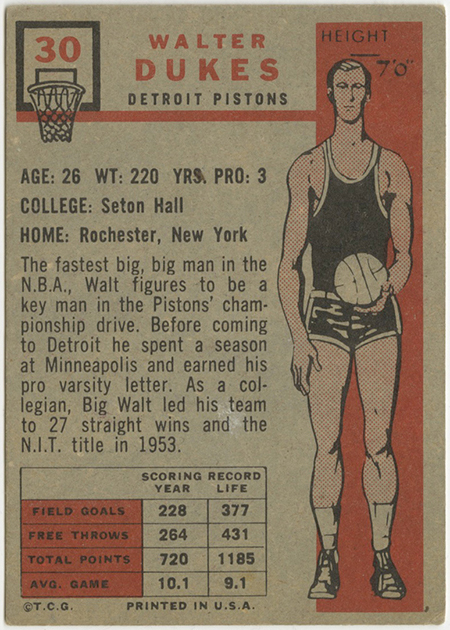 30
WALTER
DUKES
DETROIT PISTONS
HEIGHT
7'0"
AGE: 26 WT: 220 YRS. PRO: 3
COLLEGE: Seton Hall
HOME: Rochester, New York
The fastest big, big man in the
N.B.A., Walt figures to be a
key man in the Pistons' cham-
pionship drive. Before coming
to Detroit he spent a season
at Minneapolis and earned his
pro varsity letter. As a col-
legian, Big Walt led his team
to 27 straight wins and the
N.I.T. title in 1953.
SCORING RECORD
YEAR LIFE
FIELD GOALS 228 377
FREE THROWS 264 431
TOTAL POINTS 720 1185
AVG. GAME 10.1 9.1
©T.C.G. PRINTED IN U.S.A.